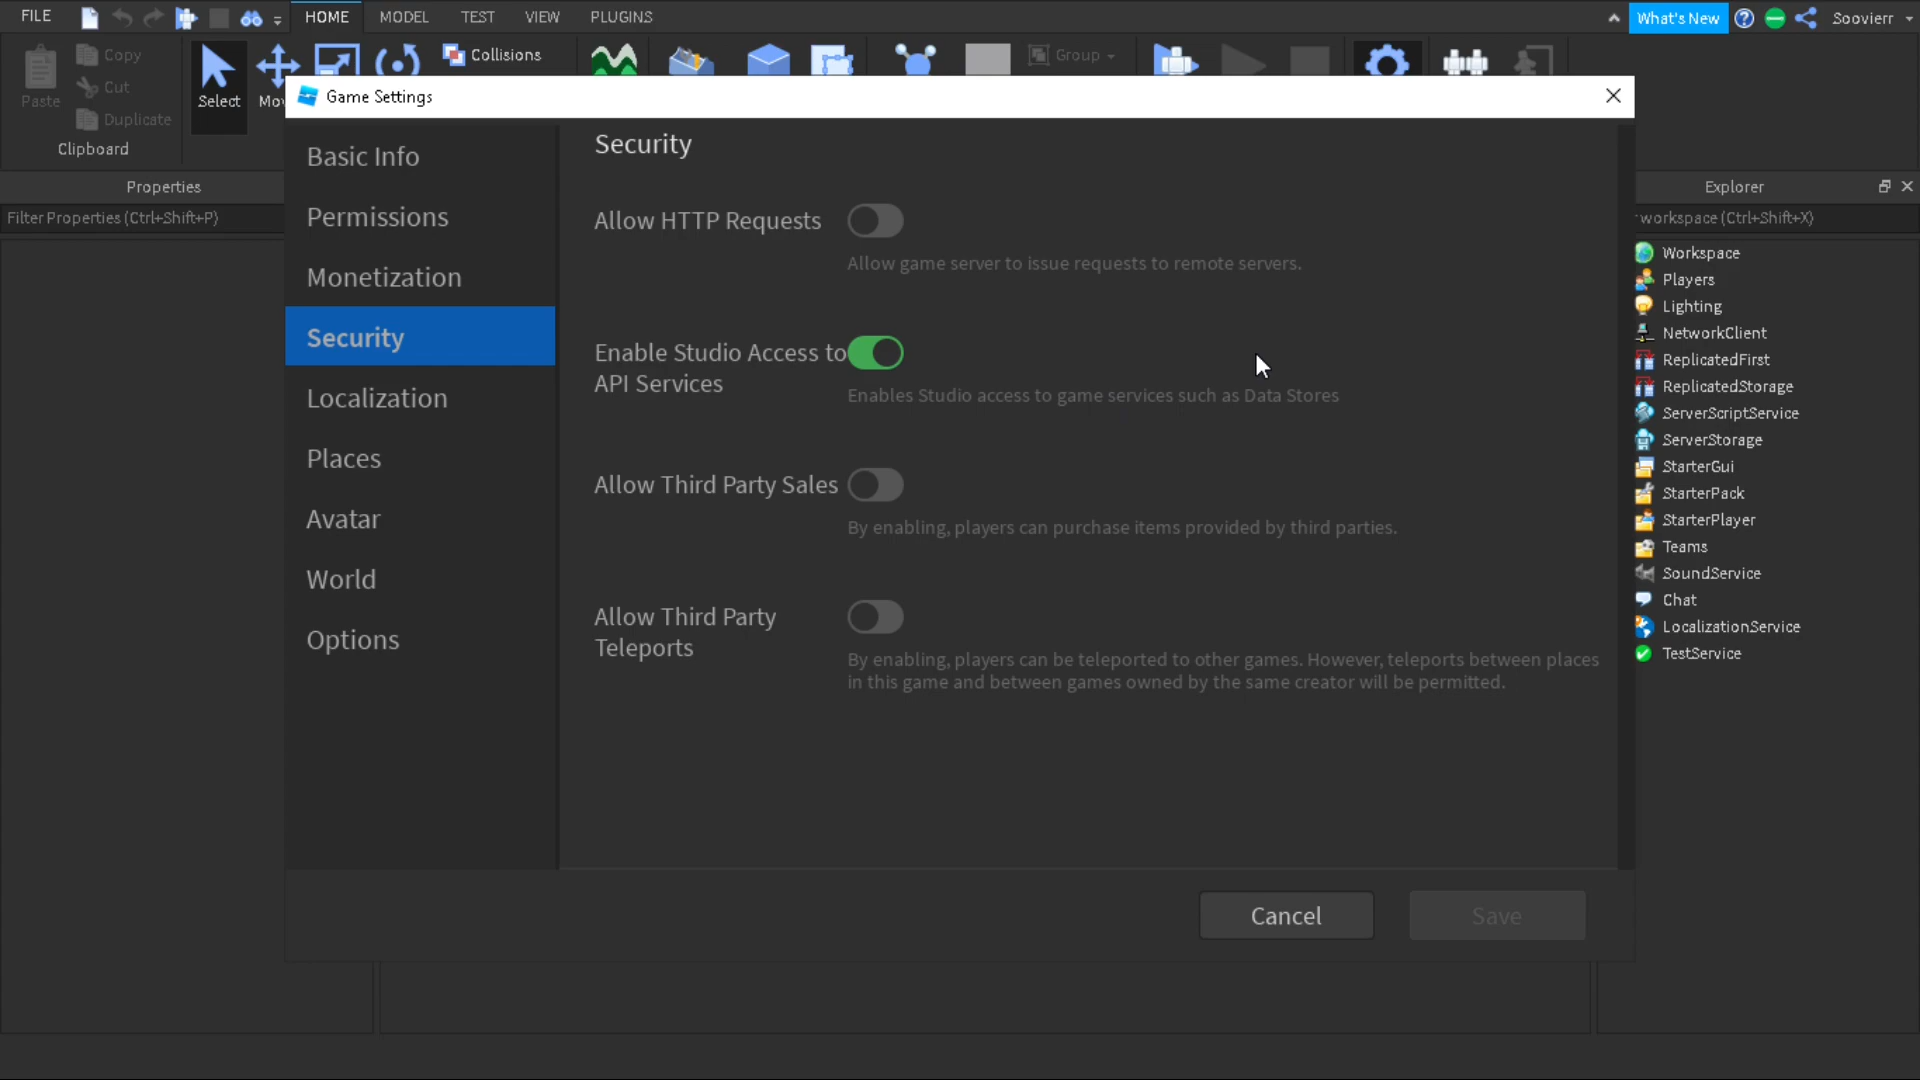 FILE
HOME
MODEL
TEST
VIEW
PLUGINS
What's New
Soovierr
Paste
Copy
Cut
Duplicate
Clipboard
Select
Mov
Collisions
Group
Game Settings
Properties
Filter Properties (Ctrl+Shift+P)
Basic Info
Permissions
Monetization
Security
Localization
Places
Avatar
World
Options
Security
Allow HTTP Requests
Allow game server to issue requests to remote servers.
Enable Studio Access to
API Services
Enables Studio access to game services such as Data Stores
Allow Third Party Sales
By enabling, players can purchase items provided by third parties.
Allow Third Party
Teleports
By enabling, players can be teleported to other games. However, teleports between places
in this game and between games owned by the same creator will be permitted.
Cancel
Save
Explorer
workspace (Ctrl+Shift+X)
Workspace
Players
Lighting
NetworkClient
ReplicatedFirst
ReplicatedStorage
ServerScriptService
ServerStorage
StarterGui
StarterPack
StarterPlayer
Teams
SoundService
Chat
LocalizationService
TestService